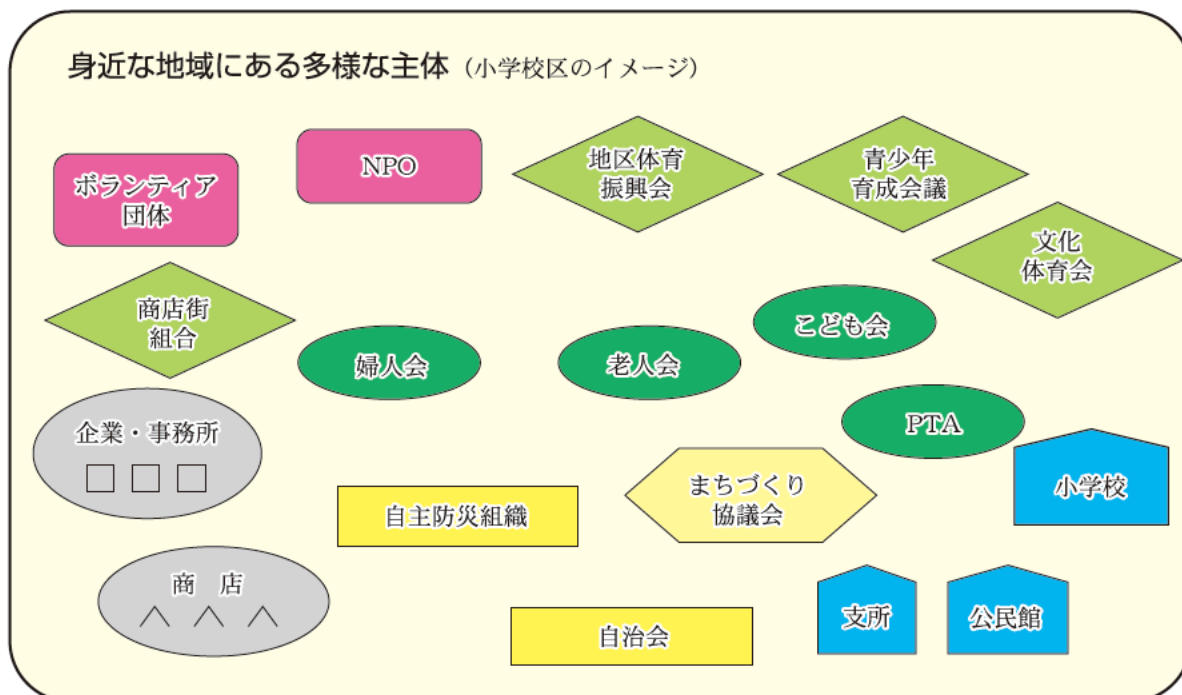 身近な地域にある多様な主体（小学校区のイメージ）
NPO
地区体育
振興会
青少年
育成会議
ボランティア
団体
文化
体育会
商店街
組合
こども会
婦人会
老人会
企業・事務所
PTA
小学校
まちづくり
協議会
自主防災組織
商　店
支所
公民館
自治会